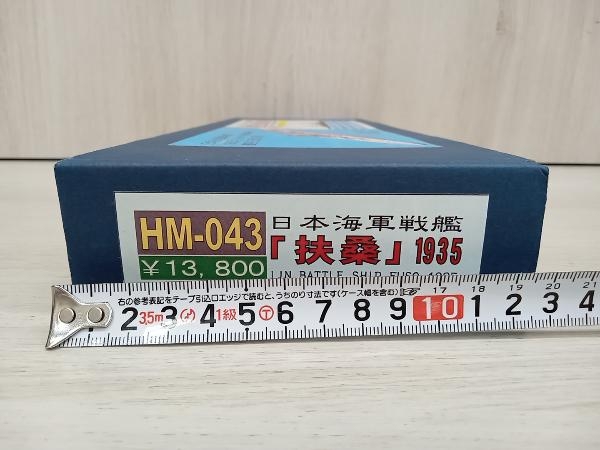 HM-043
¥13,800
日本海軍戦艦
「扶桑」1935
右の参考表記をテープ引込口エッジで読むと、うちのり寸法です(ケース幅を含む)
17 18 19 20 21
2 3.5m 3 1級 4 5 6 7 8 9 10 1 2 3 4